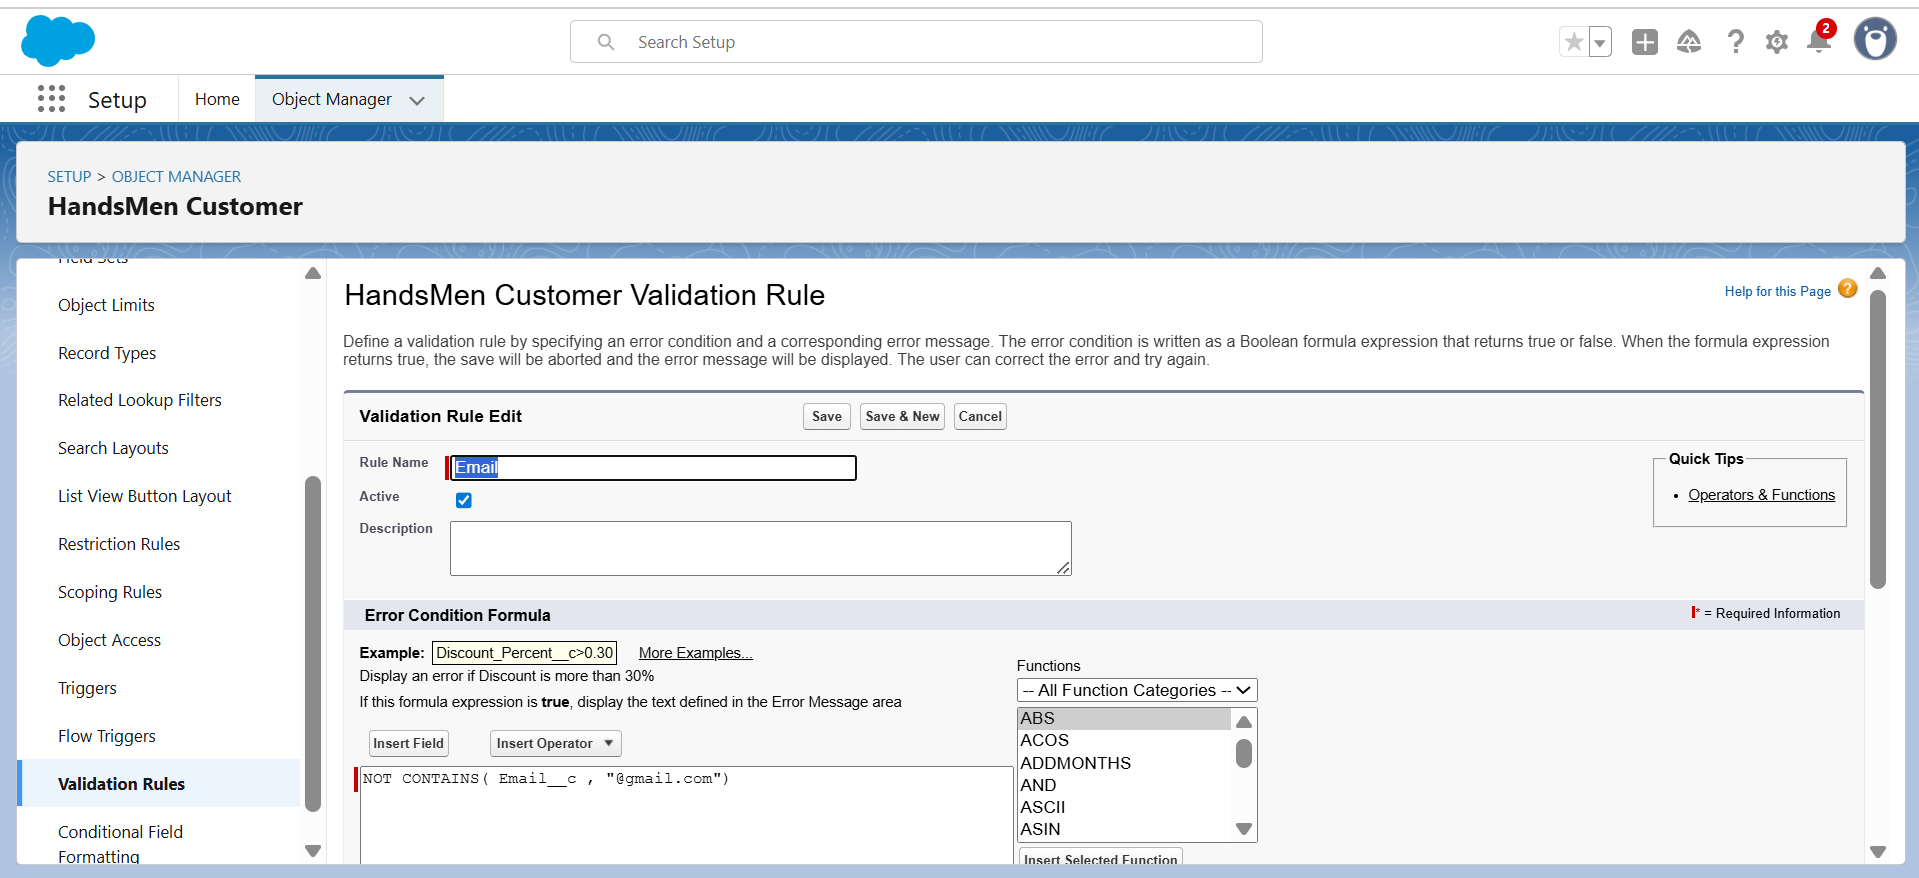 Search Setup
2
Setup
Home
Object Manager
SETUP > OBJECT MANAGER
HandsMen Customer
Field Sets
Object Limits
Record Types
Related Lookup Filters
Search Layouts
List View Button Layout
Restriction Rules
Scoping Rules
Object Access
Triggers
Flow Triggers
Validation Rules
Conditional Field
Formatting
HandsMen Customer Validation Rule
Help for this Page ?
Define a validation rule by specifying an error condition and a corresponding error message. The error condition is written as a Boolean formula expression that returns true or false. When the formula expression
returns true, the save will be aborted and the error message will be displayed. The user can correct the error and try again.
Validation Rule Edit
Save
Save & New
Cancel
Rule Name
Email
Active
Description
Quick Tips
• Operators & Functions
Error Condition Formula
* = Required Information
Example: Discount_Percent__c>0.30 More Examples...
Display an error if Discount is more than 30%
If this formula expression is true, display the text defined in the Error Message area
Insert Field
Insert Operator
NOT CONTAINS( Email__c , "@gmail.com")
Functions
-- All Function Categories --
ABS
ACOS
ADDMONTHS
AND
ASCII
ASIN
Insert Selected Function